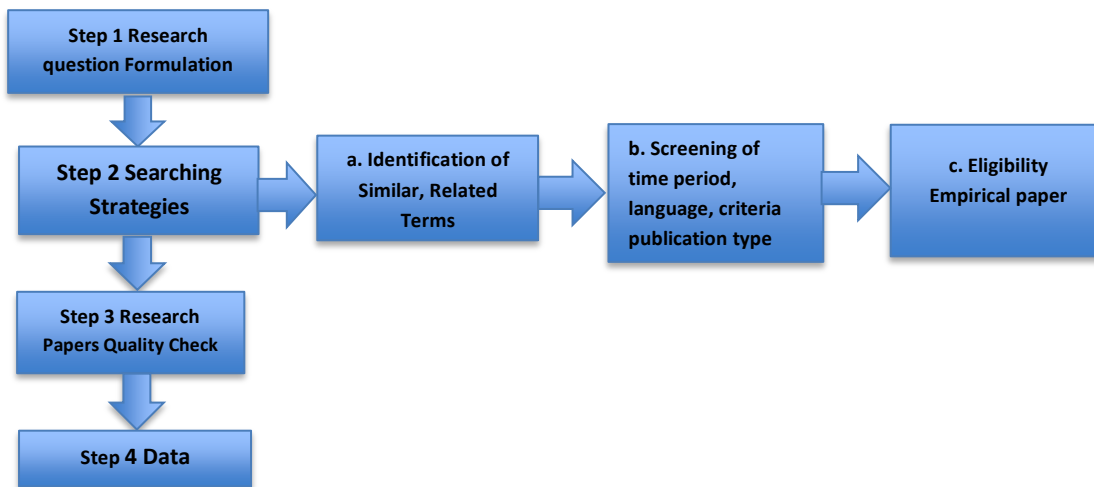 Step 1 Research
question Formulation
Step 2 Searching
Strategies
a. Identification of
Similar, Related
Terms
b. Screening of
time period,
language, criteria
publication type
c. Eligibility
Empirical paper
Step 3 Research
Papers Quality Check
Step 4 Data